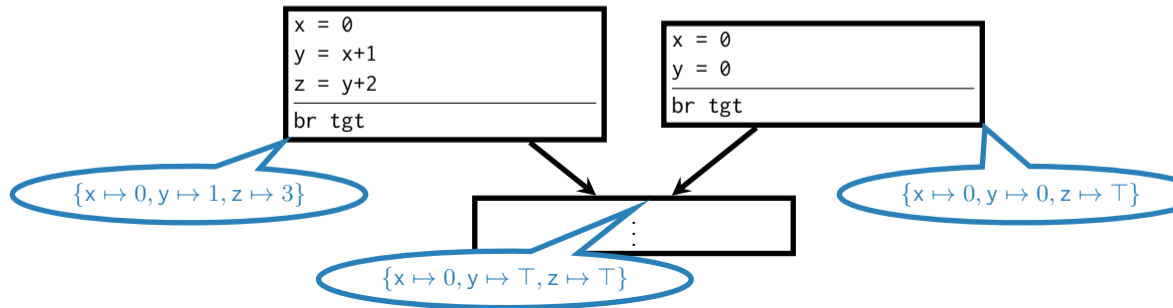 x = 0
y = x+1
z = y+2
br tgt
x = 0
y = 0
br tgt
{x ↦ 0, y ↦ 1, z ↦ 3}
{x ↦ 0, y ↦ 0, z ↦ ⊤}
⋮
{x ↦ 0, y ↦ ⊤, z ↦ ⊤}